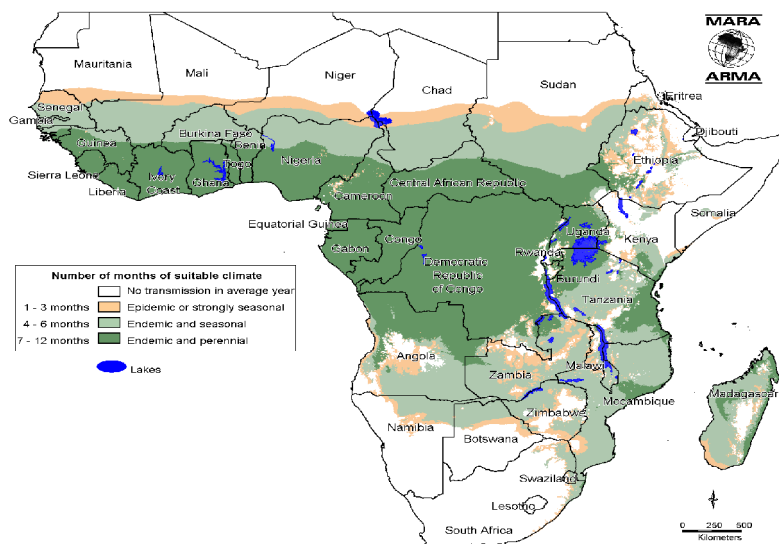 MARA
ARMA
Mauritania
Mali
Niger
Chad
Sudan
Eritrea
Senegal
Gambia
Djibouti
Burkina Faso
Guinea
Benin
Nigeria
Ethiopia
Togo
Sierra Leone
Ivory
Coast
Ghana
Liberia
Central African Republic
Cameroon
Somalia
Equatorial Guinea
Uganda
Kenya
Gabon
Congo
Rwanda
Democratic
Republic
of Congo
Burundi
Tanzania
Number of months of suitable climate
No transmission in average year
1 - 3 months Epidemic or strongly seasonal
4 - 6 months Endemic and seasonal
7 - 12 months Endemic and perennial
Lakes
Angola
Zambia
Malawi
Mocambique
Madagascar
Zimbabwe
Namibia
Botswana
Swaziland
Lesotho
South Africa
0 250 500
Kilometers